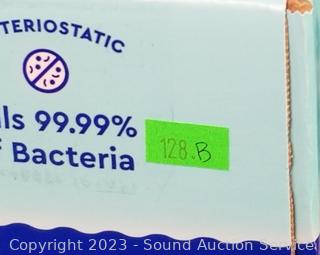 TERIOSTATIC
ls 99.99%
f Bacteria
128.B
Copyright 2023 - Sound Auction Service